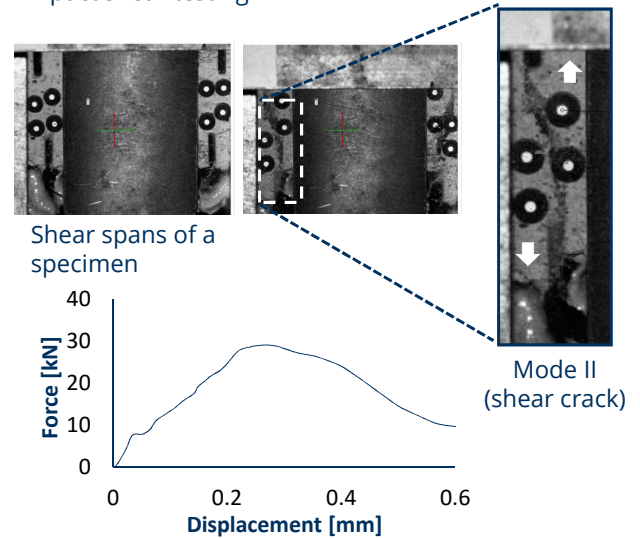 testing
Shear spans of a
specimen
Mode II
(shear crack)
Force [kN]
40
30
20
10
0
0 0.2 0.4 0.6
Displacement [mm]